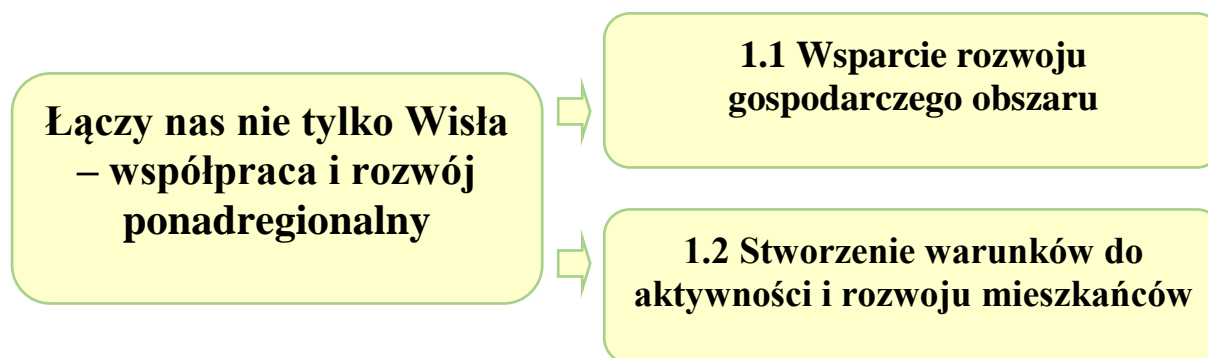 Łączy nas nie tylko Wisła
– współpraca i rozwój
ponadregionalny
1.1 Wsparcie rozwoju
gospodarczego obszaru
1.2 Stworzenie warunków do
aktywności i rozwoju mieszkańców